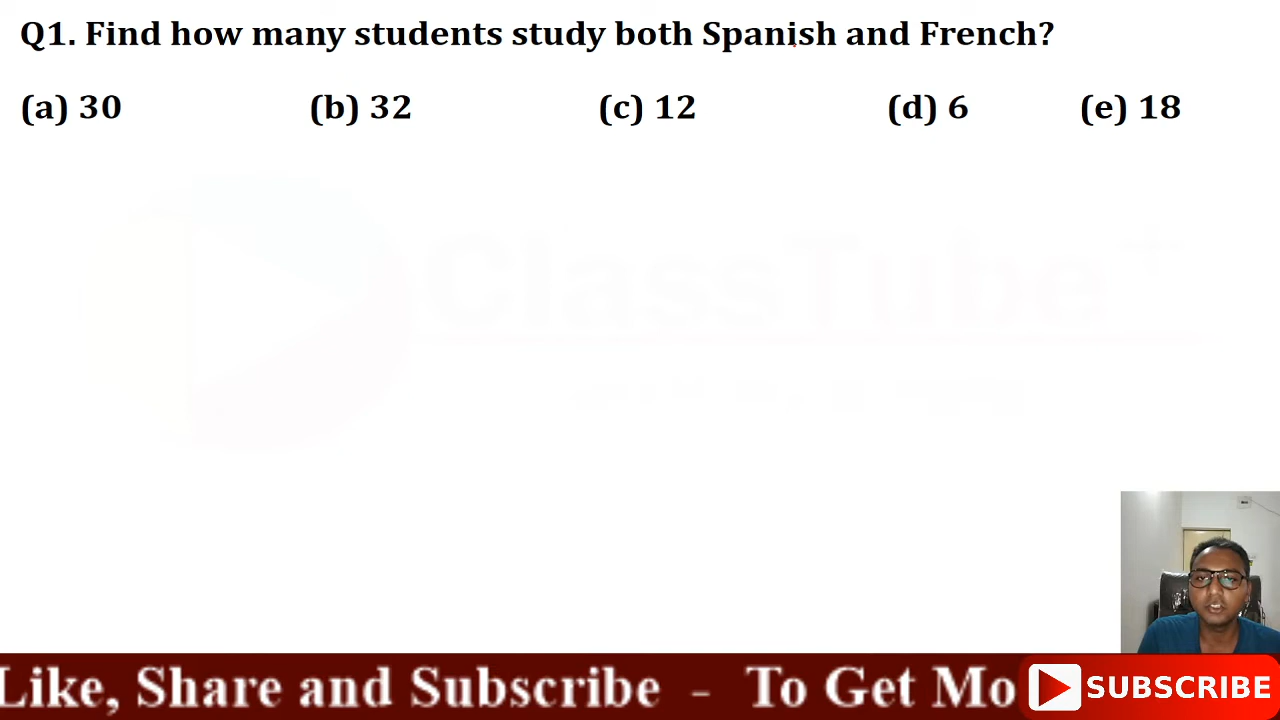 Q1. Find how many students study both Spanish and French?
(a) 30 (b) 32 (c) 12 (d) 6 (e) 18
ClassTube
Like, Share and Subscribe - To Get Mo
SUBSCRIBE